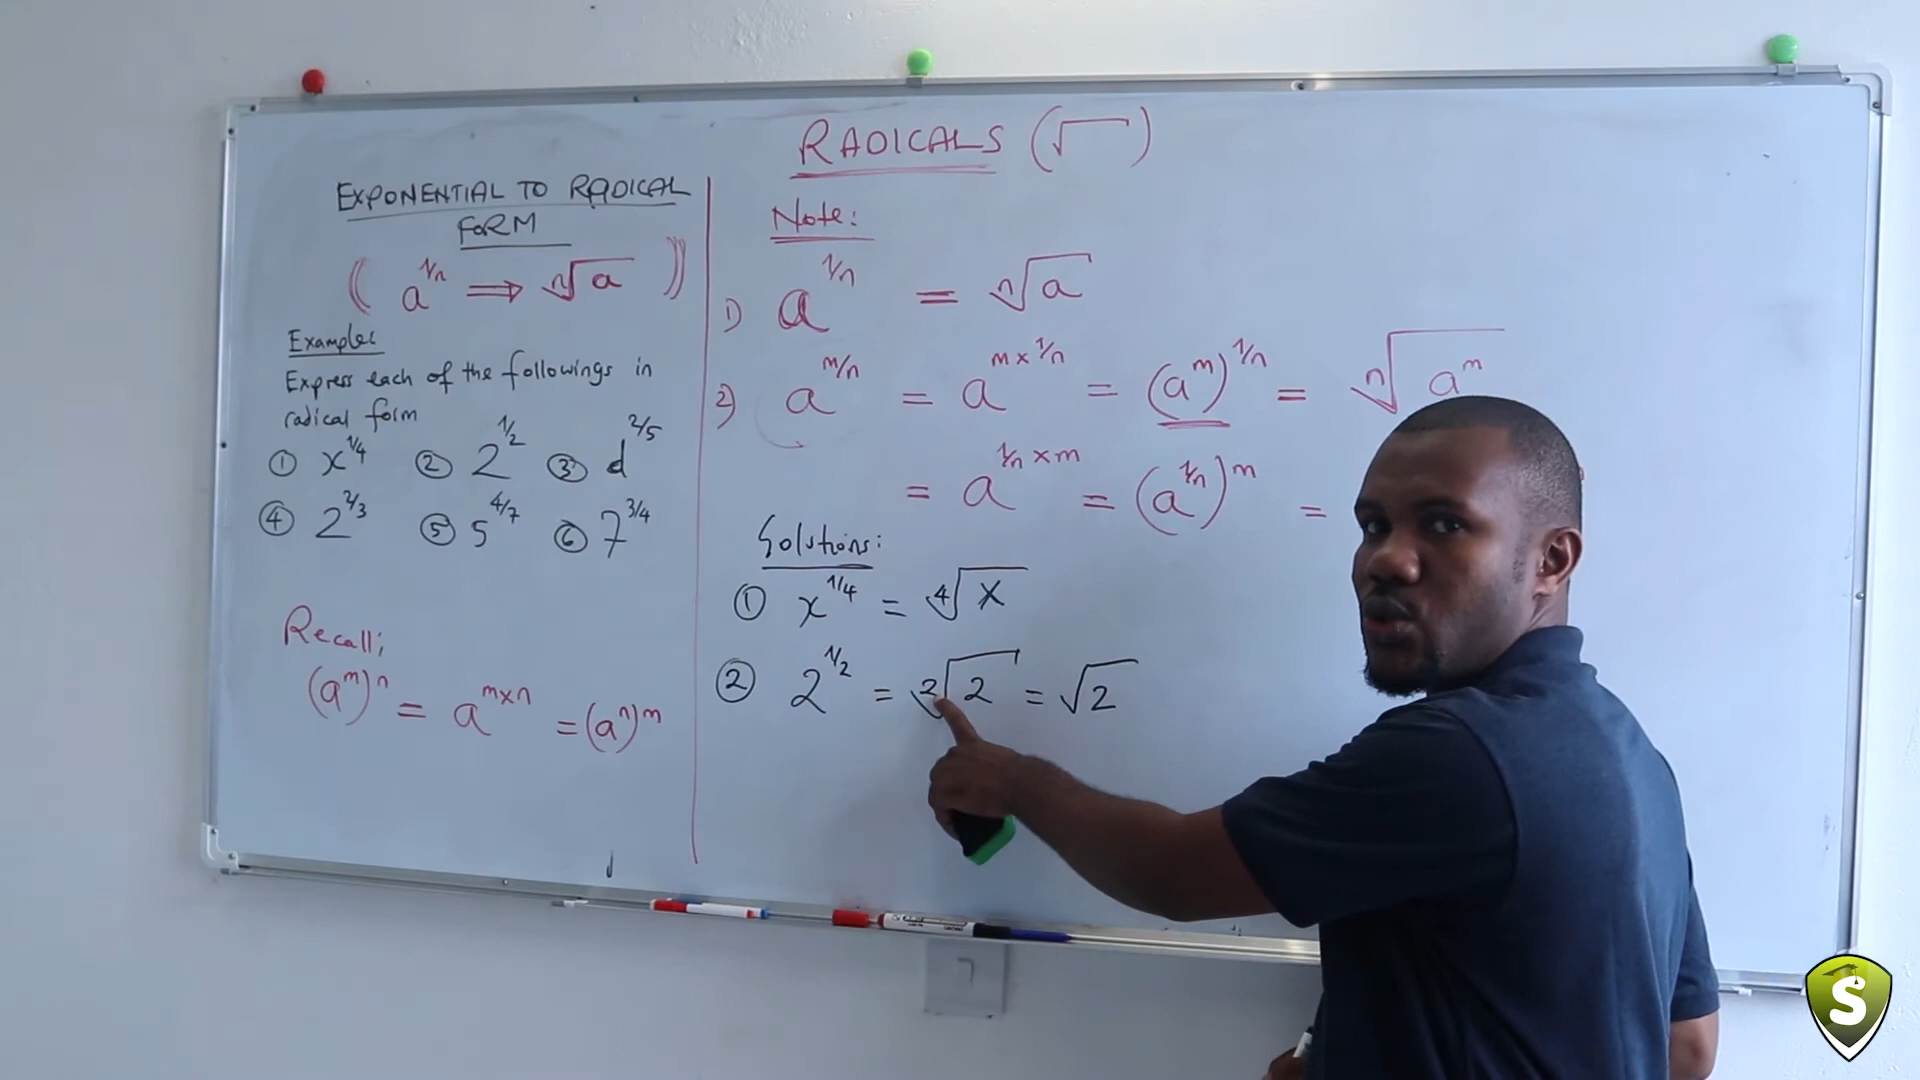 RADICALS (√ )
EXPONENTIAL TO RADICAL
FORM
(( a^1/n ⟹ ⁿ√a ))
Examples
Express each of the followings in
radical form
① x^1/4 ② 2^1/2 ③ d^2/5
④ 2^2/3 ⑤ 5^4/7 ⑥ 7^3/4
Recall;
(a^m)^n = a^m×n = (a^n)^m
Note:
1) a^1/n = ⁿ√a
2) a^m/n = a^m×1/n = (a^m)^1/n = ⁿ√a^m
= a^1/n×m = (a^1/n)^m =
Solutions:
① x^1/4 = ⁴√x
② 2^1/2 = ²√2 = √2
S